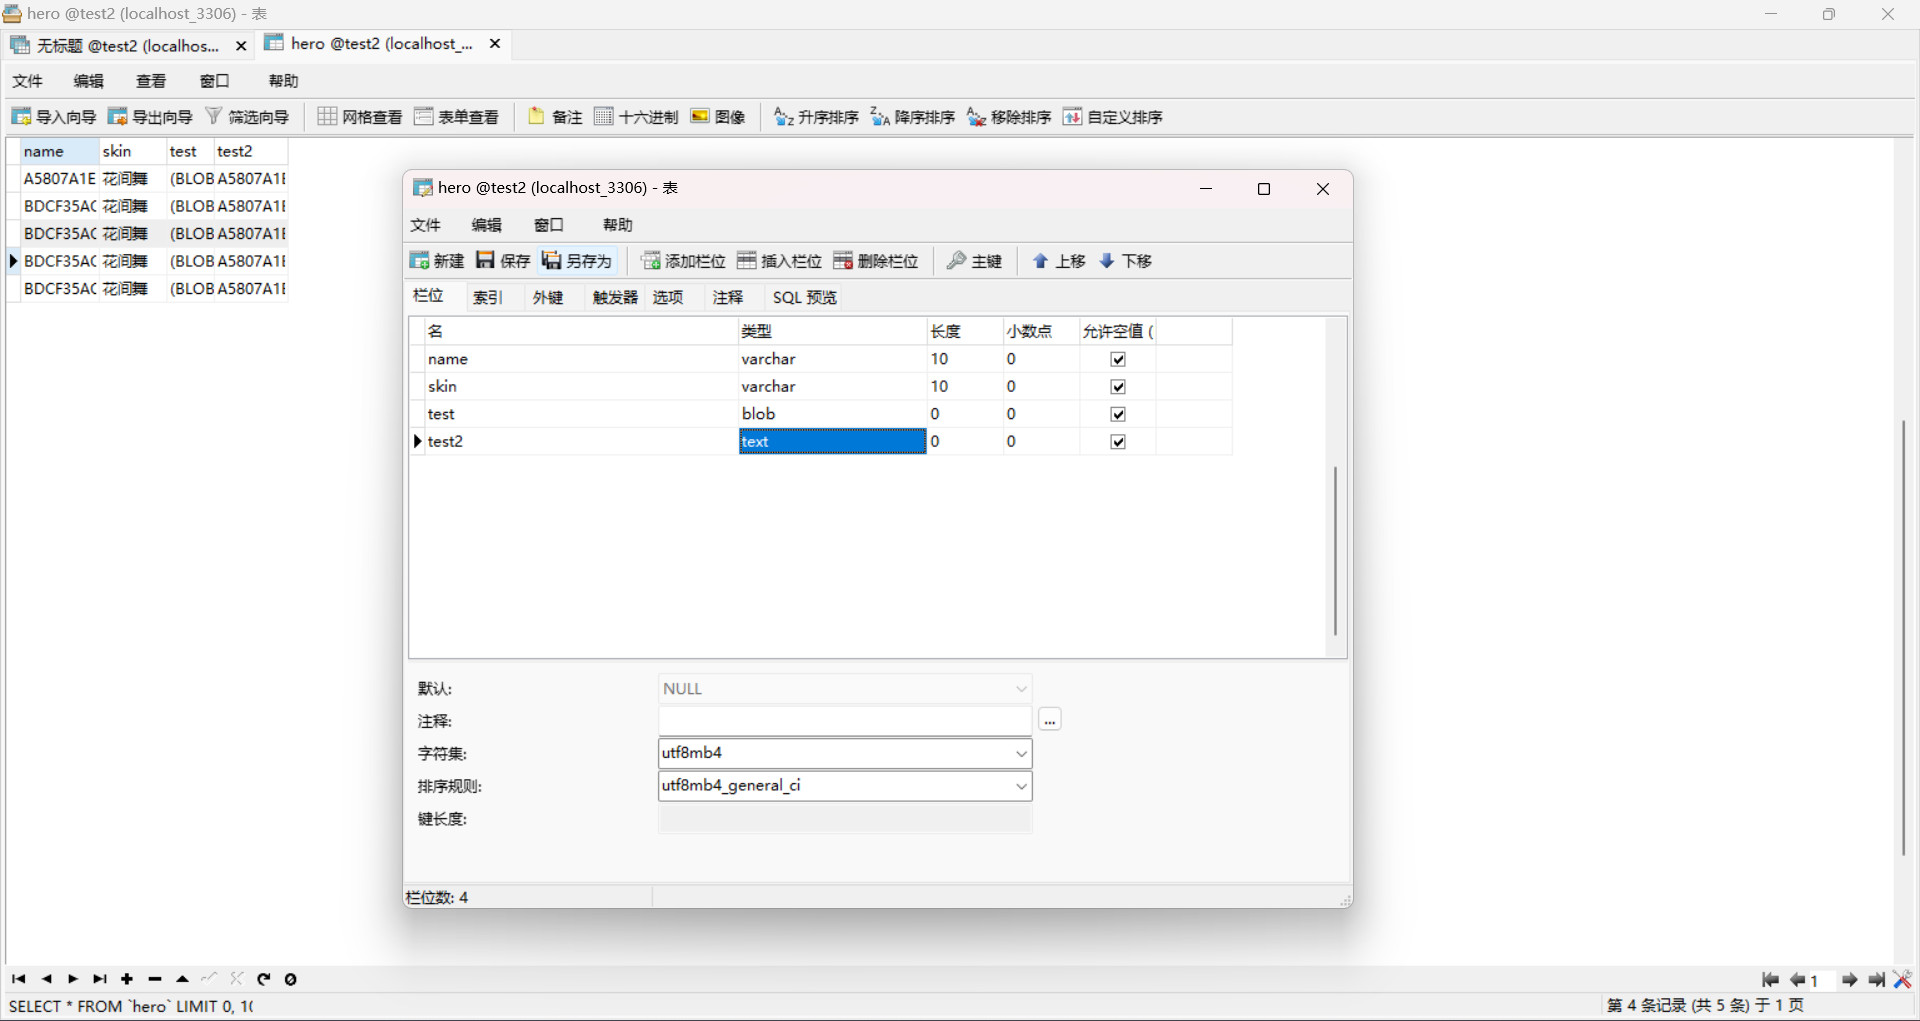 hero @test2 (localhost_3306) - 表
无标题 @test2 (localhos... hero @test2 (localhost_...
文件 编辑 查看 窗口 帮助
导入向导 导出向导 筛选向导 网格查看 表单查看 备注 十六进制 图像 升序排序 降序排序 移除排序 自定义排序
name skin test test2
A5807A1E 花间舞 (BLOB A5807A1E
BDCF35AC 花间舞 (BLOB A5807A1E
BDCF35AC 花间舞 (BLOB A5807A1E
BDCF35AC 花间舞 (BLOB A5807A1E
BDCF35AC 花间舞 (BLOB A5807A1E
hero @test2 (localhost_3306) - 表
文件 编辑 窗口 帮助
新建 保存 另存为 添加栏位 插入栏位 删除栏位 主键 上移 下移
栏位 索引 外键 触发器 选项 注释 SQL 预览
名 类型 长度 小数点 允许空值 (
name varchar 10 0
skin varchar 10 0
test blob 0 0
test2 text 0 0
默认: NULL
注释: ...
字符集: utf8mb4
排序规则: utf8mb4_general_ci
键长度:
栏位数: 4
1
SELECT * FROM `hero` LIMIT 0, 1( 第 4 条记录 (共 5 条) 于 1 页